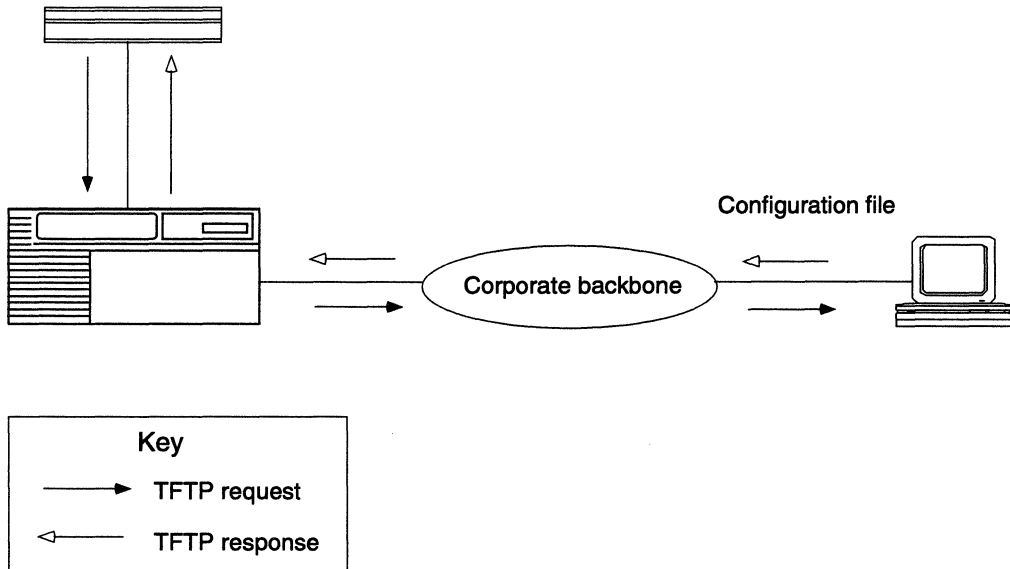 Configuration file
Corporate backbone
Key
TFTP request
TFTP response